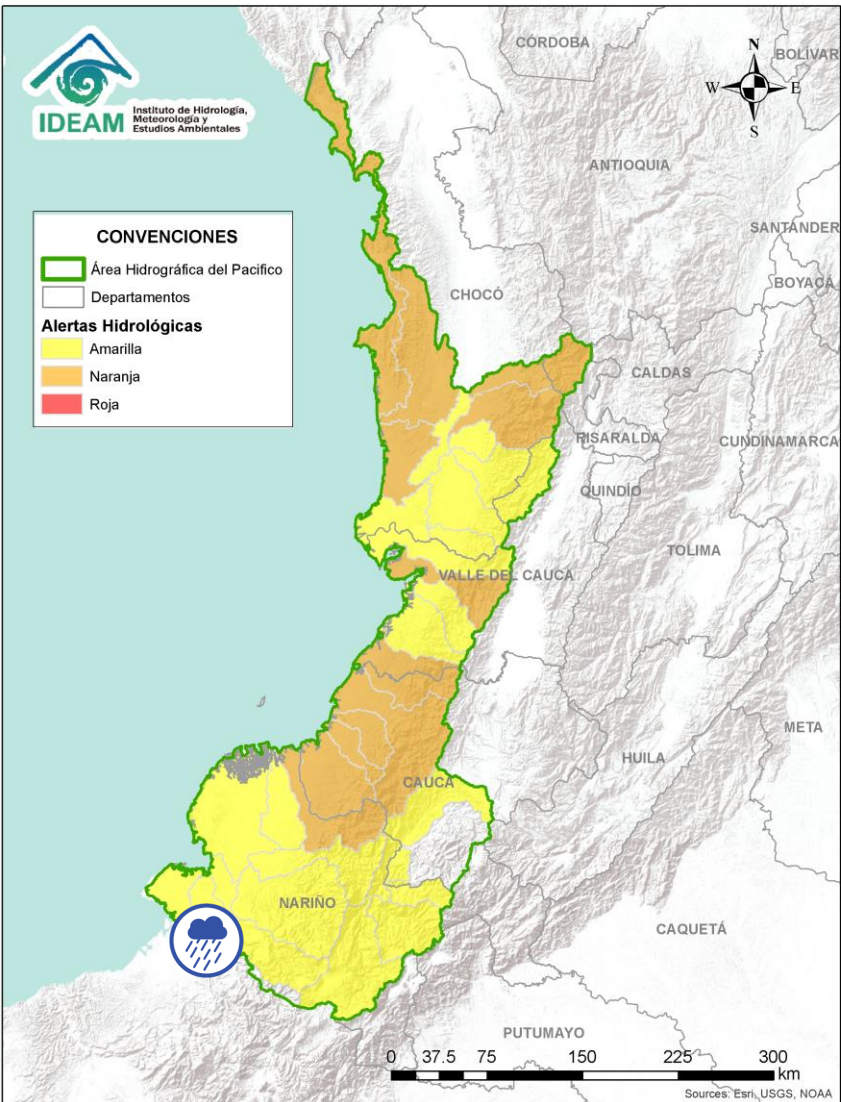 IDEAM
Instituto de Hidrología,
Meteorología y
Estudios Ambientales
N
W E
S
CÓRDOBA
BOLIVAR
ANTIOQUIA
SANTANDER
BOYACÁ
CHOCÓ
CALDAS
RISARALDA
CUNDINAMARCA
QUINDÍO
TOLIMA
VALLE DEL CAUCA
META
HUILA
CAUCA
NARIÑO
CAQUETÁ
PUTUMAYO
CONVENCIONES
Área Hidrográfica del Pacifico
Departamentos
Alertas Hidrológicas
Amarilla
Naranja
Roja
0 37.5 75 150 225 300
km
Sources: Esri, USGS, NOAA